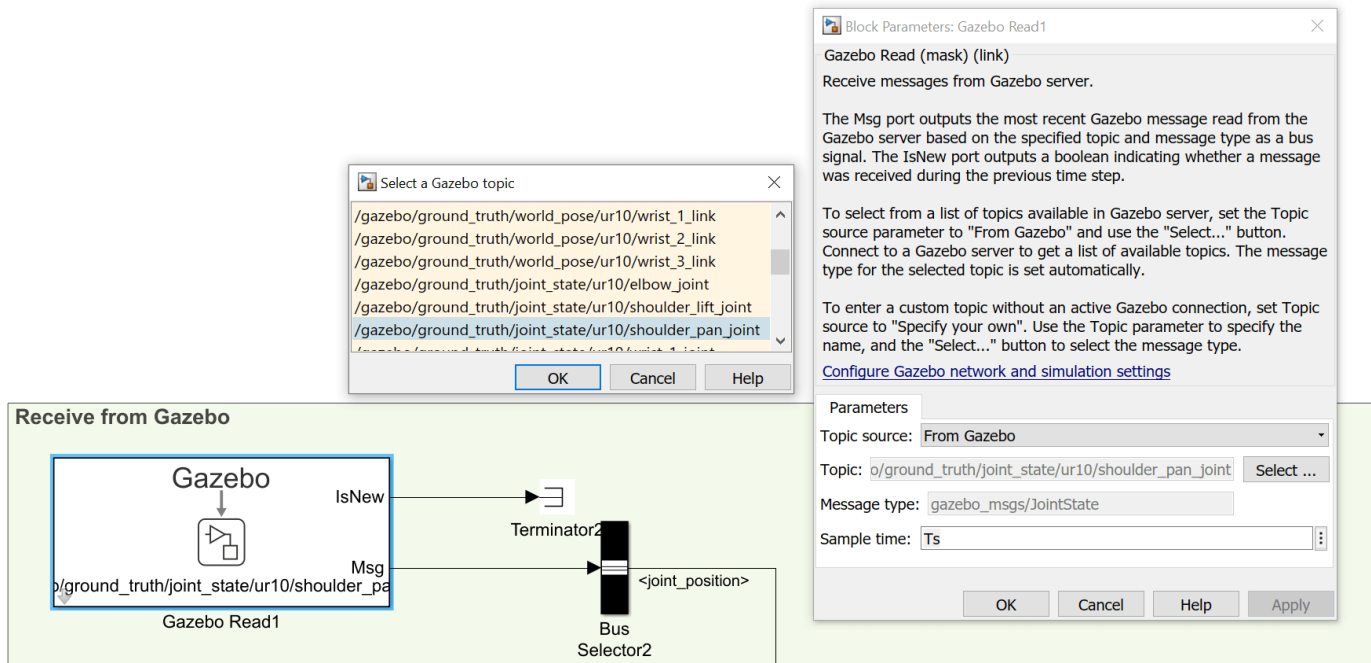 Block Parameters: Gazebo Read1
Gazebo Read (mask) (link)
Receive messages from Gazebo server.
The Msg port outputs the most recent Gazebo message read from the
Gazebo server based on the specified topic and message type as a bus
signal. The IsNew port outputs a boolean indicating whether a message
was received during the previous time step.
To select from a list of topics available in Gazebo server, set the Topic
source parameter to "From Gazebo" and use the "Select..." button.
Connect to a Gazebo server to get a list of available topics. The message
type for the selected topic is set automatically.
To enter a custom topic without an active Gazebo connection, set Topic
source to "Specify your own". Use the Topic parameter to specify the
name, and the "Select..." button to select the message type.
Configure Gazebo network and simulation settings
Parameters
Topic source: From Gazebo
Topic: o/ground_truth/joint_state/ur10/shoulder_pan_joint Select ...
Message type: gazebo_msgs/JointState
Sample time: Ts
OK Cancel Help Apply
Select a Gazebo topic
/gazebo/ground_truth/world_pose/ur10/wrist_1_link
/gazebo/ground_truth/world_pose/ur10/wrist_2_link
/gazebo/ground_truth/world_pose/ur10/wrist_3_link
/gazebo/ground_truth/joint_state/ur10/elbow_joint
/gazebo/ground_truth/joint_state/ur10/shoulder_lift_joint
/gazebo/ground_truth/joint_state/ur10/shoulder_pan_joint
OK Cancel Help
Receive from Gazebo
Gazebo
IsNew
Msg
o/ground_truth/joint_state/ur10/shoulder_pa
Gazebo Read1
Terminator2
<joint_position>
Bus
Selector2